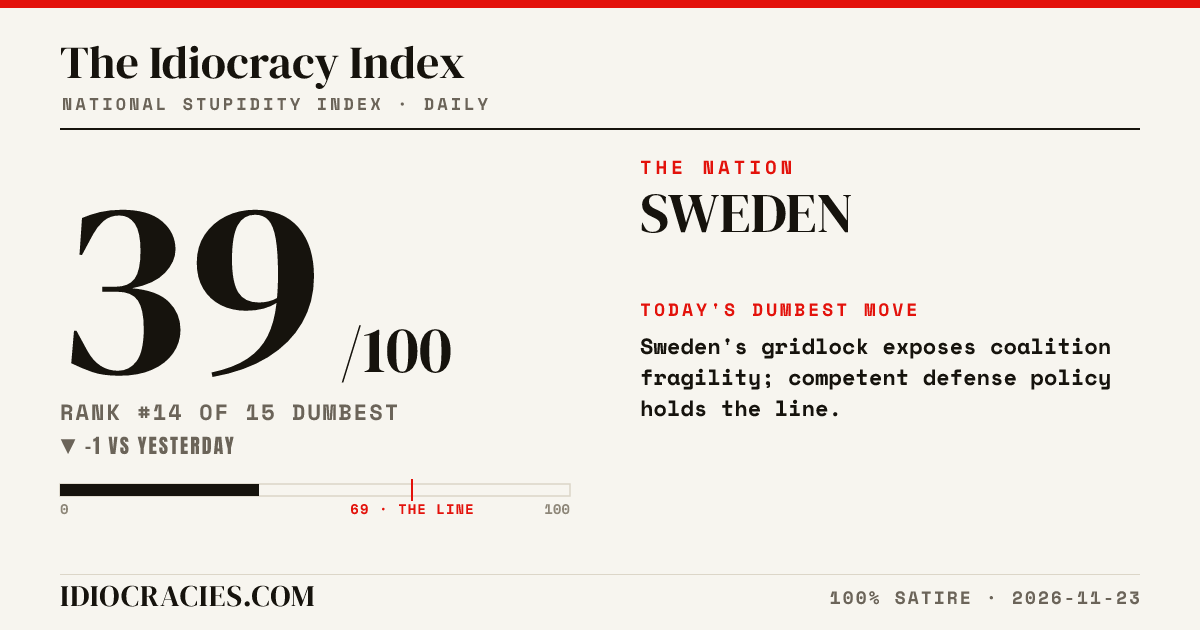 The Idiocracy Index
NATIONAL STUPIDITY INDEX · DAILY
39 /100
RANK #14 OF 15 DUMBEST
▼ -1 VS YESTERDAY
0
69 · THE LINE
100
THE NATION
SWEDEN
TODAY'S DUMBEST MOVE
Sweden's gridlock exposes coalition
fragility; competent defense policy
holds the line.
IDIOCRACIES.COM
100% SATIRE · 2026-11-23